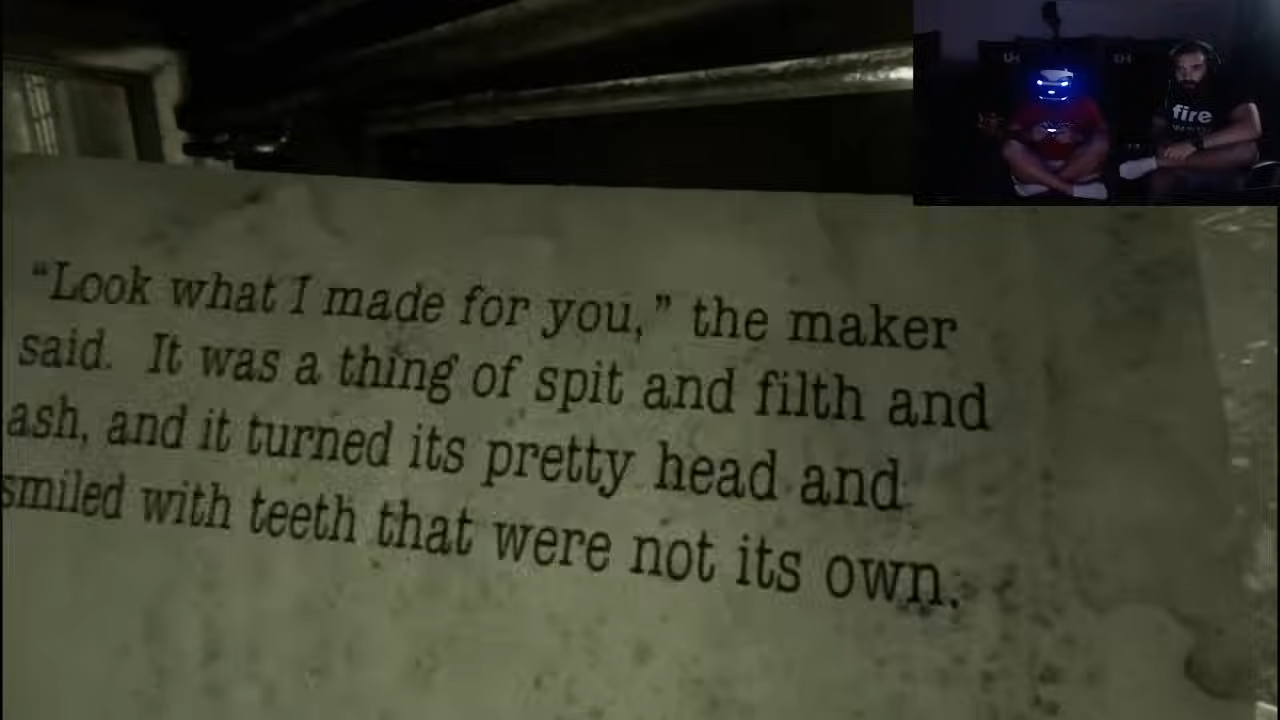 “Look what I made for you,” the maker
said. It was a thing of spit and filth and
ash, and it turned its pretty head and
smiled with teeth that were not its own.
fire